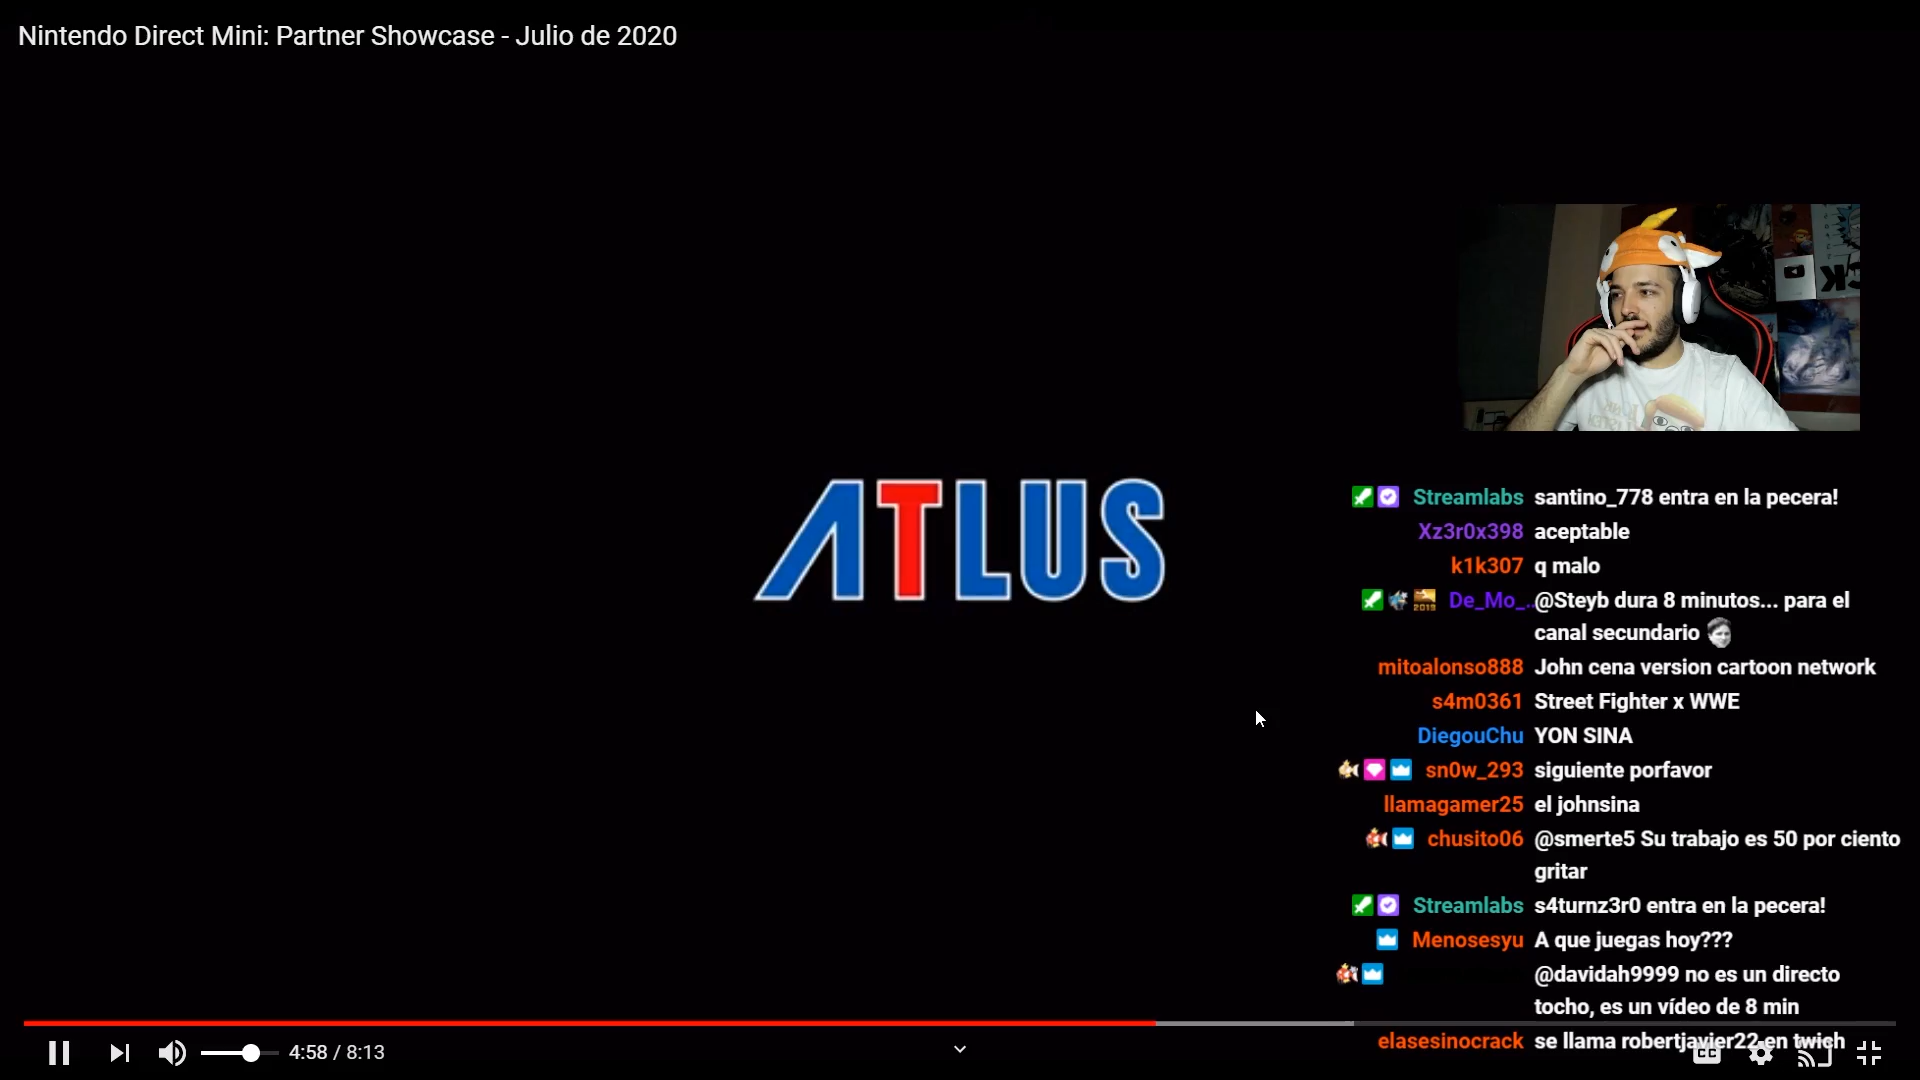 Nintendo Direct Mini: Partner Showcase - Julio de 2020
ATLUS
Streamlabs santino_778 entra en la pecera!
Xz3r0x398 aceptable
k1k307 q malo
2019 De_Mo_.. @Steyb dura 8 minutos... para el
canal secundario
mitoalonso888 John cena version cartoon network
s4m0361 Street Fighter x WWE
DiegouChu YON SINA
sn0w_293 siguiente porfavor
llamagamer25 el johnsina
chusito06 @smerte5 Su trabajo es 50 por ciento
gritar
Streamlabs s4turnz3r0 entra en la pecera!
Menosesyu A que juegas hoy???
@davidah9999 no es un directo
tocho, es un vídeo de 8 min
elasesinocrack se llama robertjavier22 en twich
4:58 / 8:13
CC